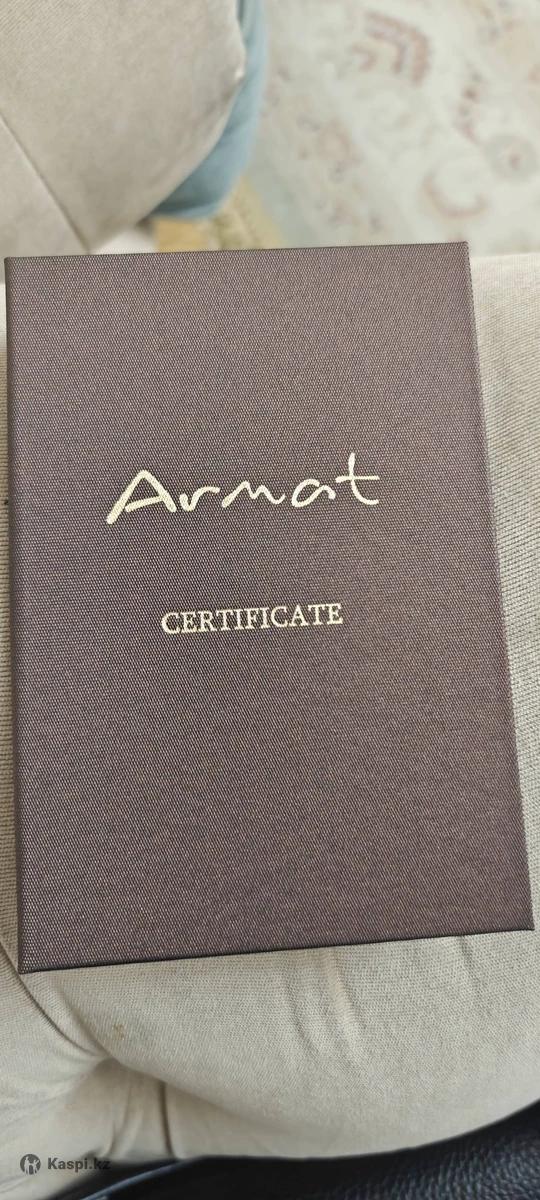 Armat
CERTIFICATE
Kaspi.kz